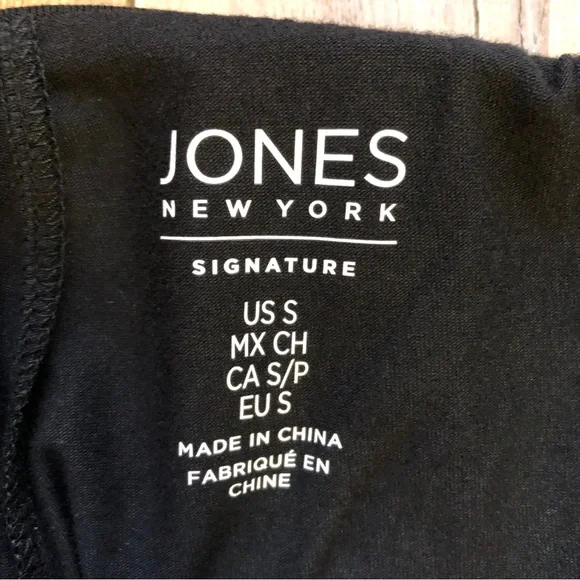 JONES
NEW YORK
SIGNATURE
US S
MX CH
CA S/P
EU S
MADE IN CHINA
FABRIQUÉ EN
CHINE